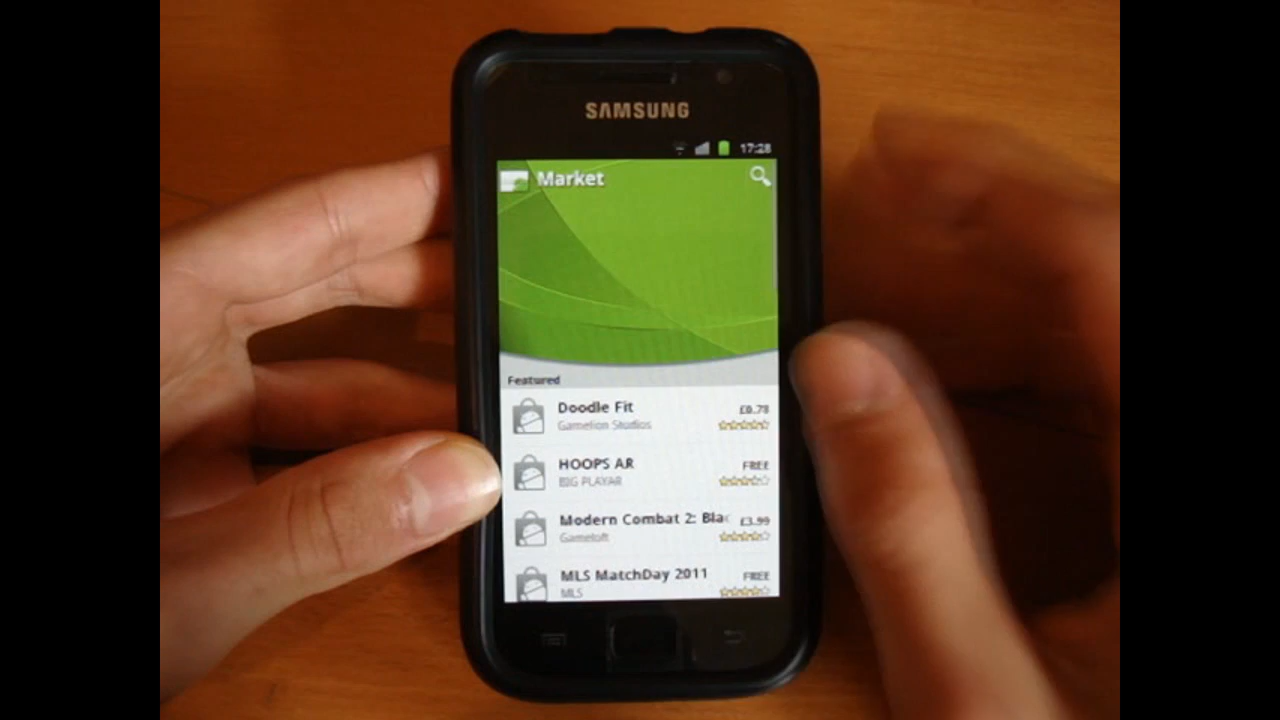 SAMSUNG
17:28
Market
Featured
Doodle Fit
£0.78
Gamelion Studios
HOOPS AR
FREE
BIG PLAYAR
Modern Combat 2: Bla
£3.99
Gameloft
MLS MatchDay 2011
FREE
MLS